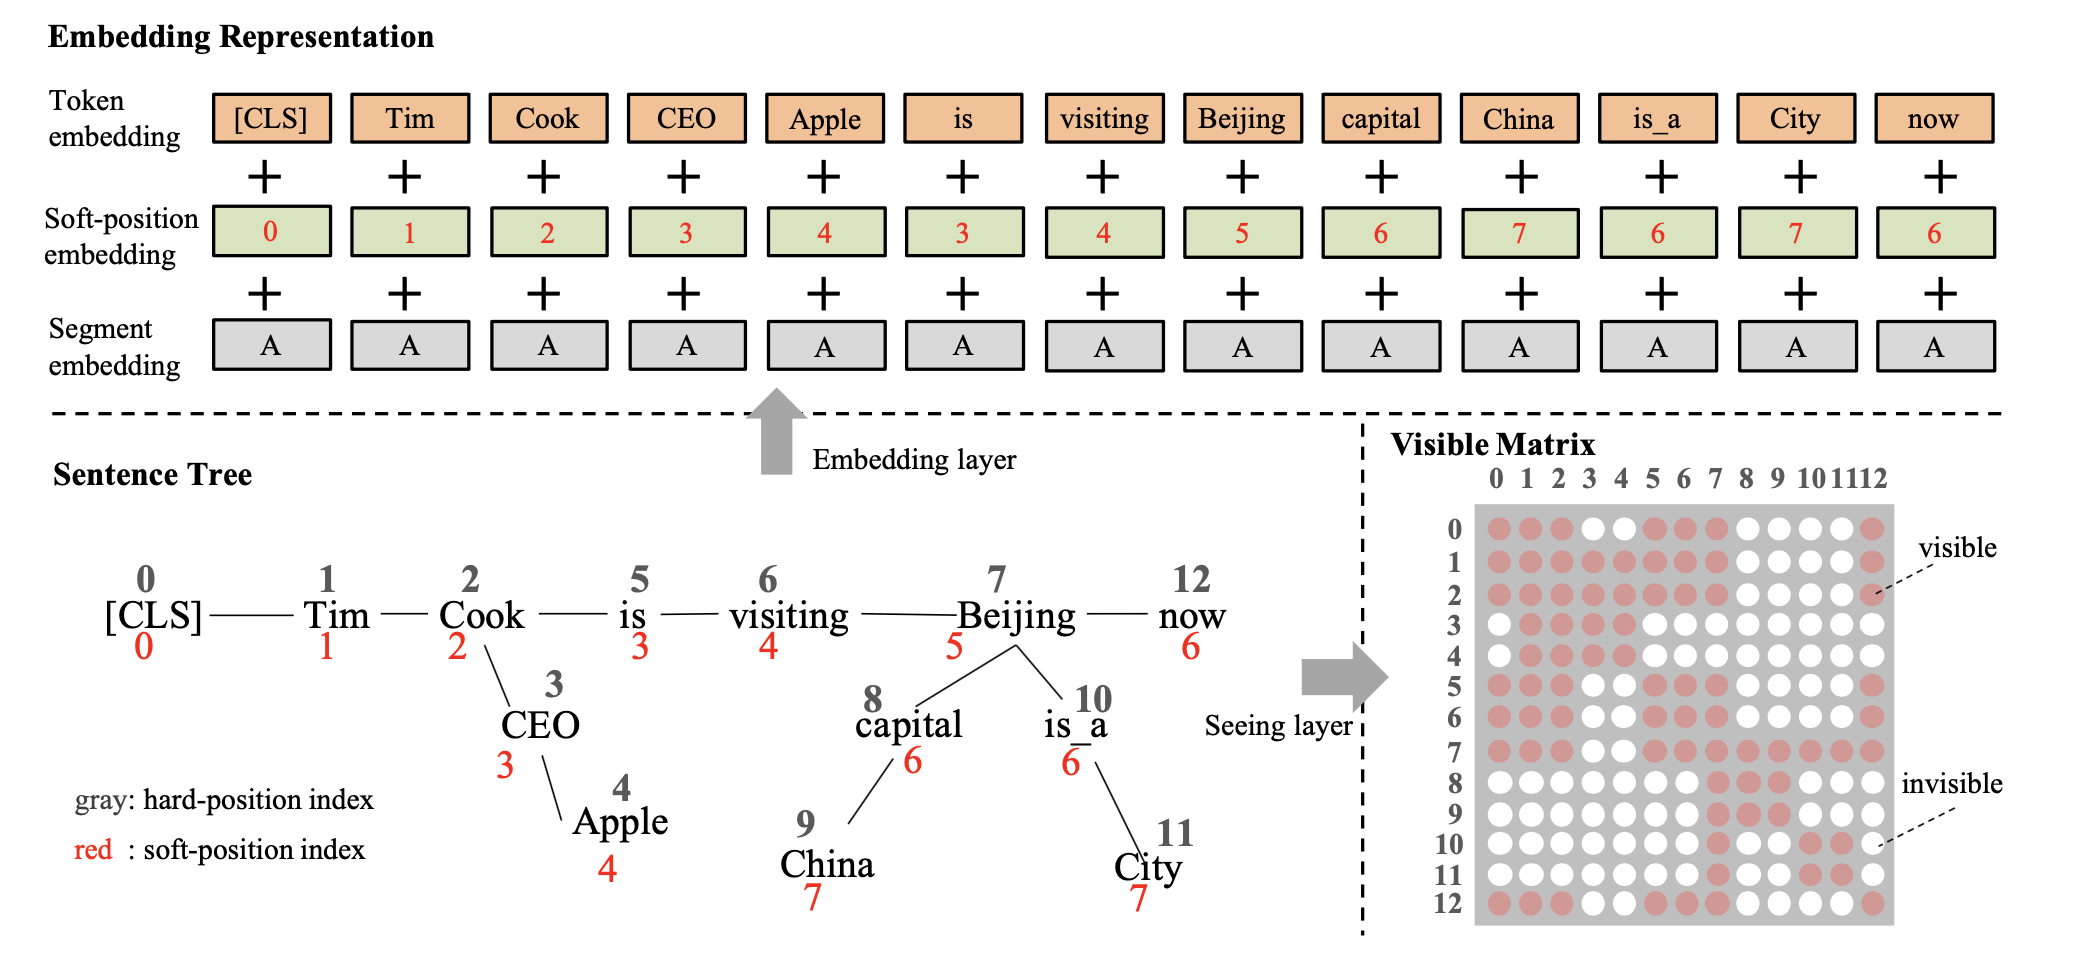 Embedding Representation
Token embedding
[CLS] Tim Cook CEO Apple is visiting Beijing capital China is_a City now
+ + + + + + + + + + + + +
Soft-position embedding
0 1 2 3 4 3 4 5 6 7 6 7 6
+ + + + + + + + + + + + +
Segment embedding
A A A A A A A A A A A A A
Embedding layer
Sentence Tree
0 1 2 5 6 7 12
[CLS] Tim Cook is visiting Beijing now
0 1 2 3 4 5 6
3 8 10
CEO capital is_a
3 6 6
4 9 11
Apple China City
4 7 7
gray: hard-position index
red : soft-position index
Seeing layer
Visible Matrix
0 1 2 3 4 5 6 7 8 9 10 11 12
0
1
2
3
4
5
6
7
8
9
10
11
12
visible
invisible